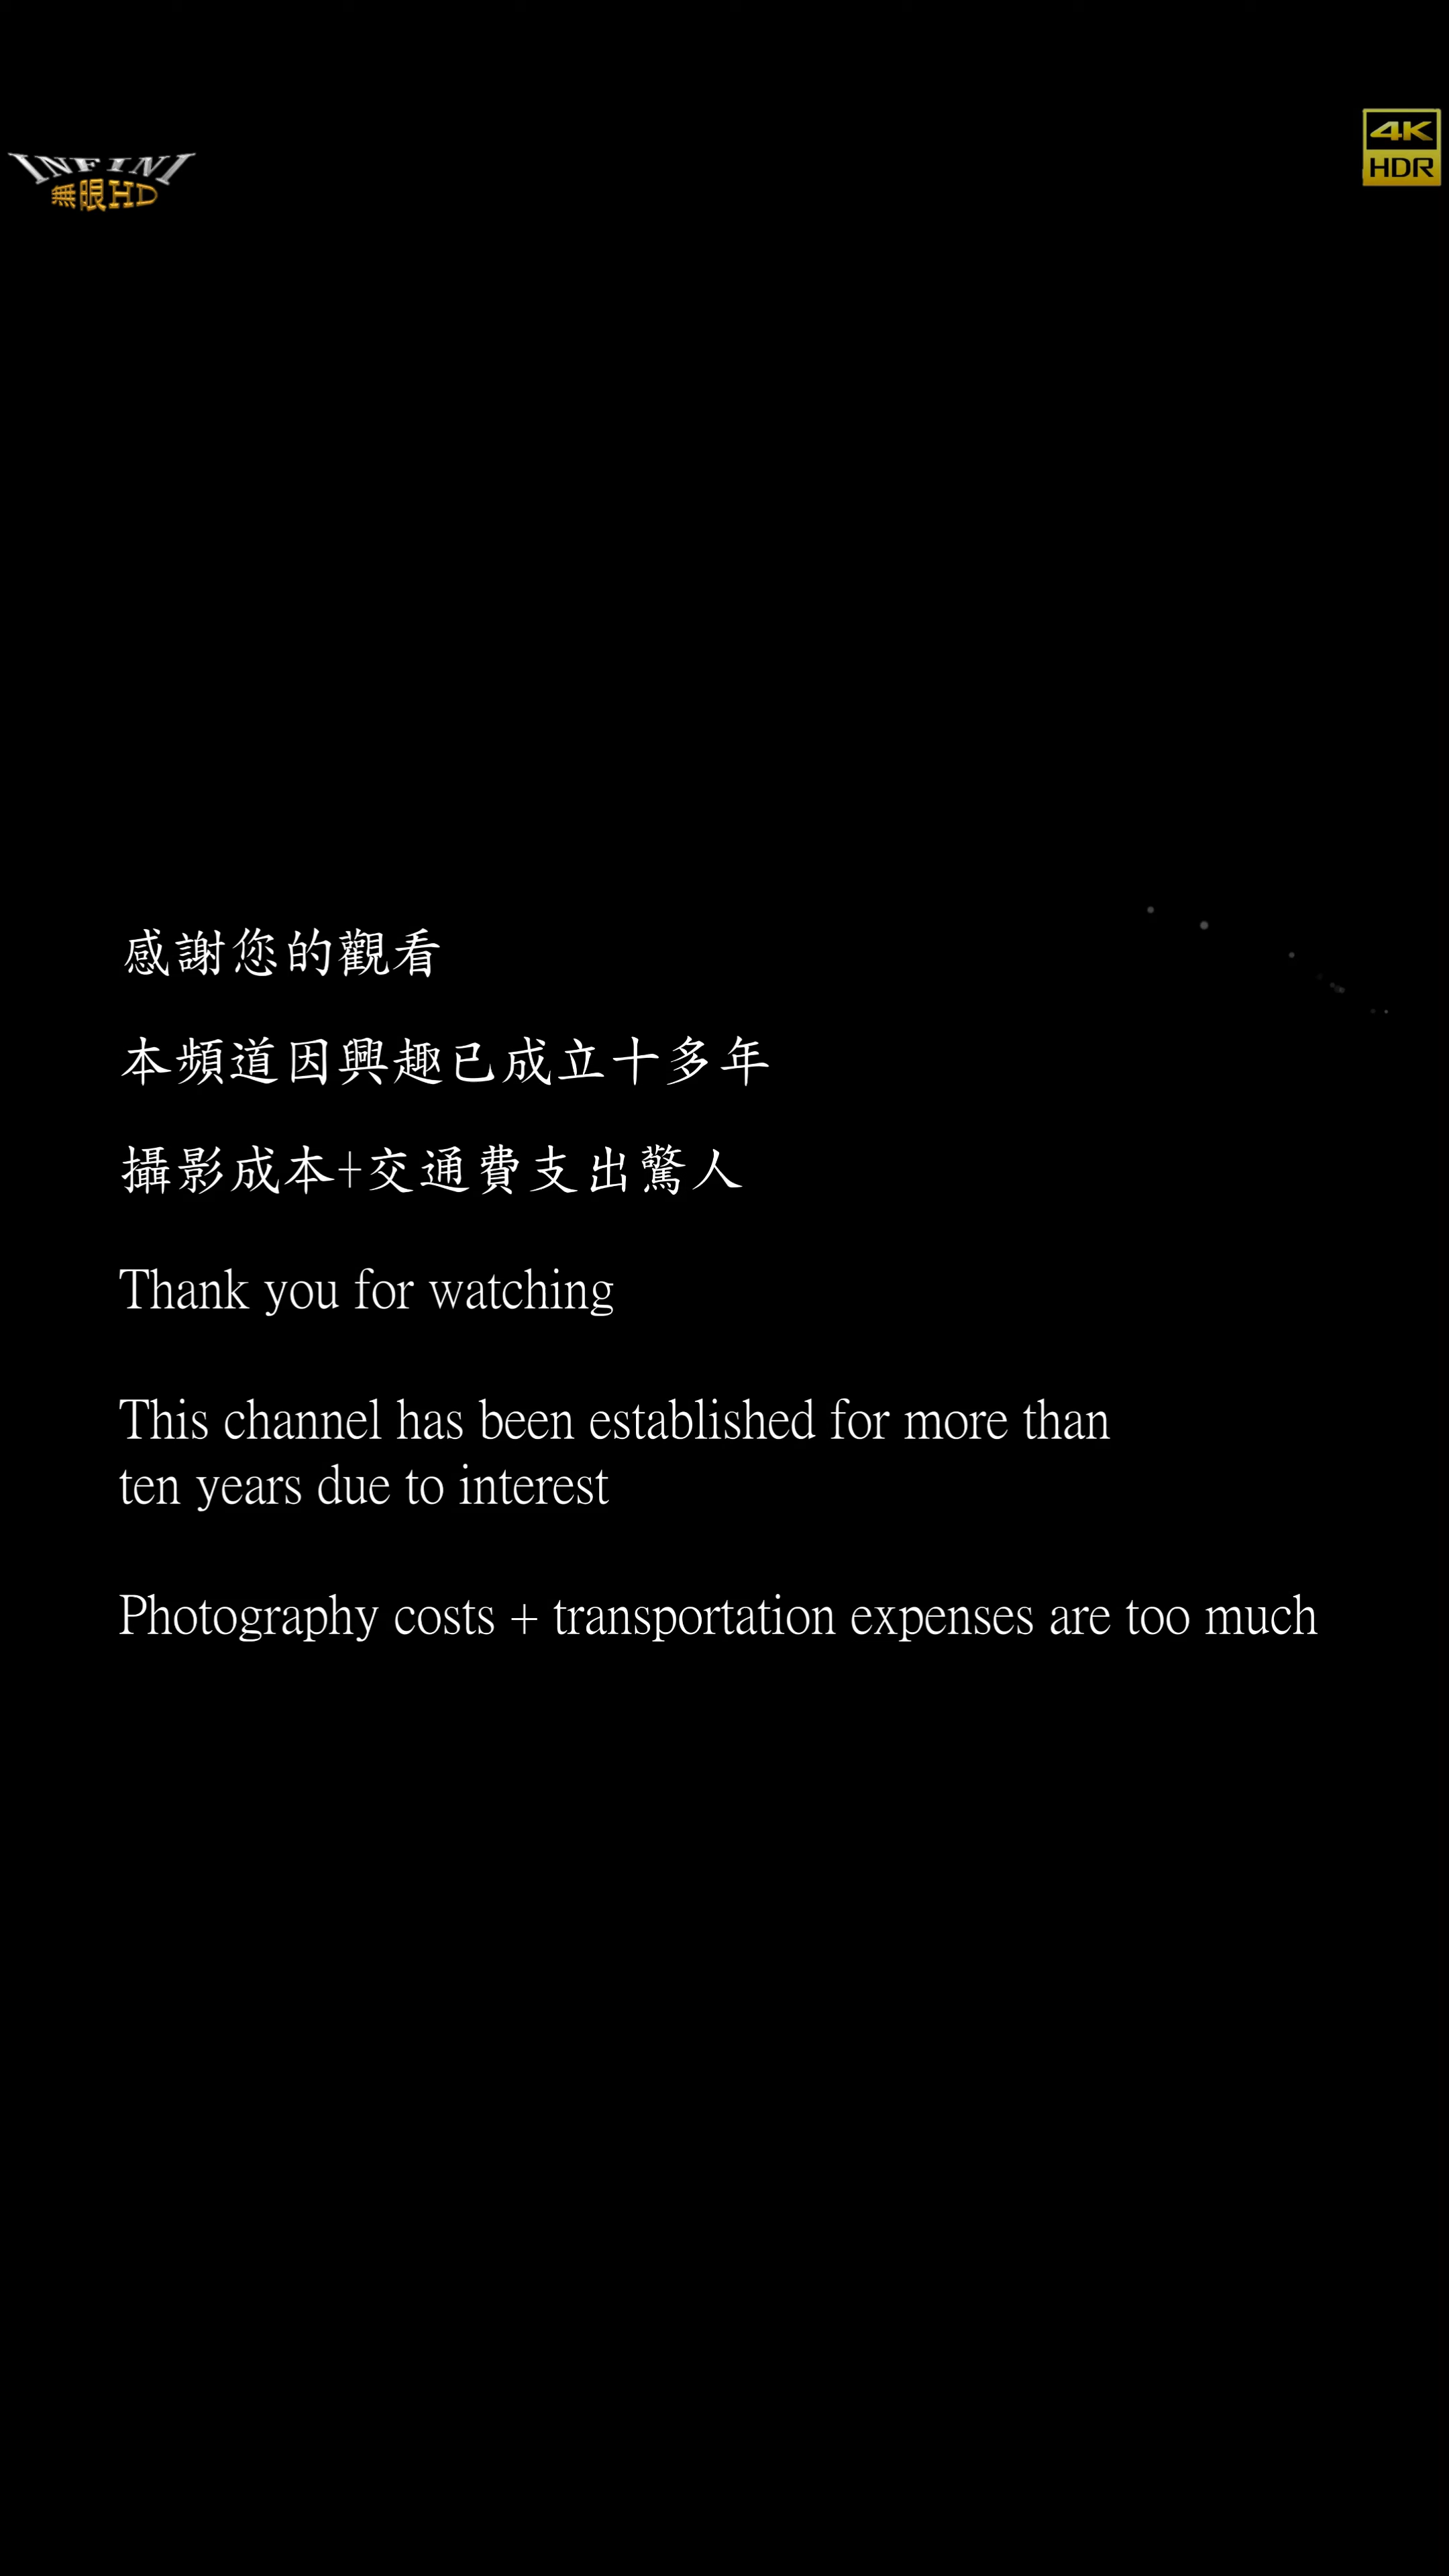 INFINI
無限HD
4K
HDR
感謝您的觀看
本頻道因興趣已成立十多年
攝影成本+交通費支出驚人
Thank you for watching
This channel has been established for more than
ten years due to interest
Photography costs + transportation expenses are too much